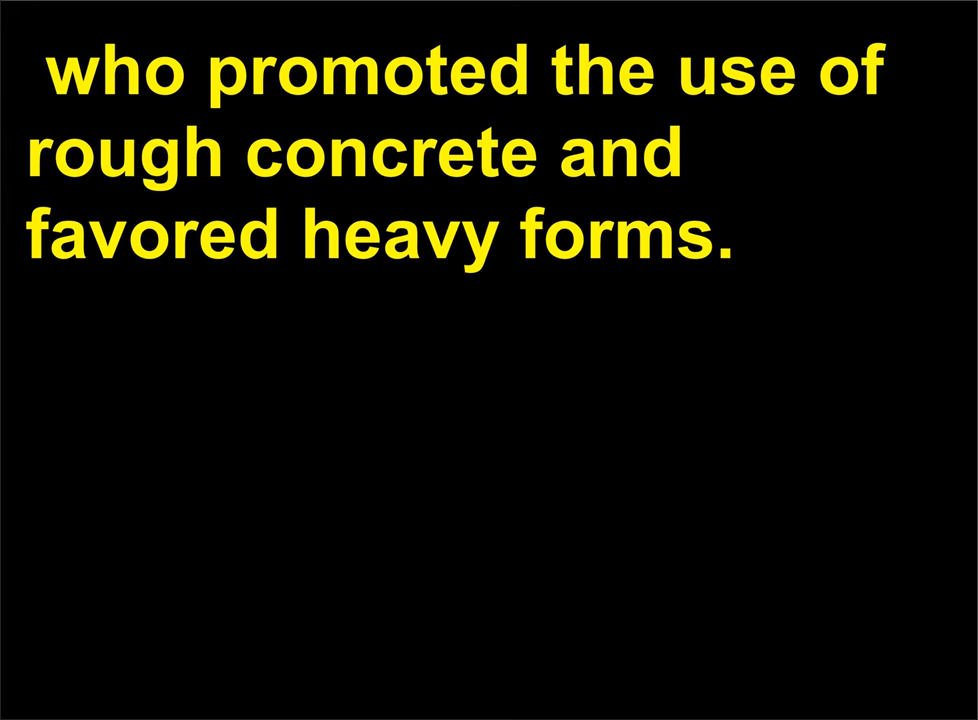 who promoted the use of
rough concrete and
favored heavy forms.